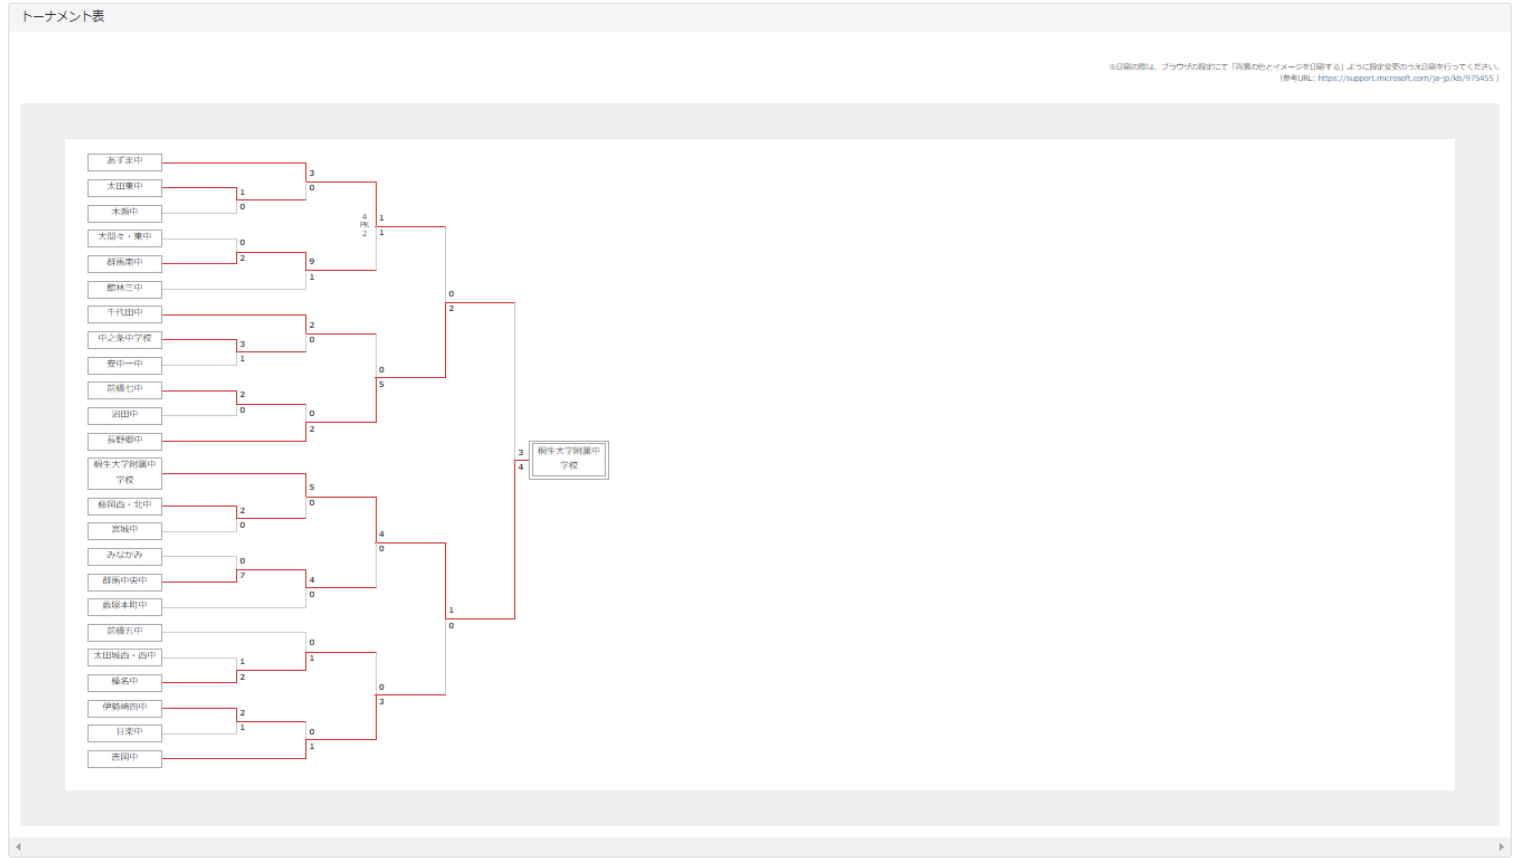 トーナメント表
※印刷の際は、ブラウザの設定にて「背景の色とイメージを印刷する」ように設定変更のうえ印刷を行ってください。
(参考URL: https://support.microsoft.com/ja-jp/kb/975455 )
あずま中
3
太田東中
0
1
木瀬中
0
4
1
PK
2
1
大間々・東中
0
群馬南中
2
9
1
館林三中
0
2
千代田中
2
中之条中学校
0
3
安中一中
1
0
5
前橋七中
2
沼田中
0
0
長野郷中
2
桐生大学附属中
学校
3
4
桐生大学附属中
学校
5
0
藤岡西・北中
2
宮城中
0
4
0
みなかみ
0
群馬中央中
7
4
0
薮塚本町中
1
0
前橋五中
0
太田城西・西中
1
1
榛名中
2
0
3
伊勢崎四中
2
甘楽中
1
0
吉岡中
1